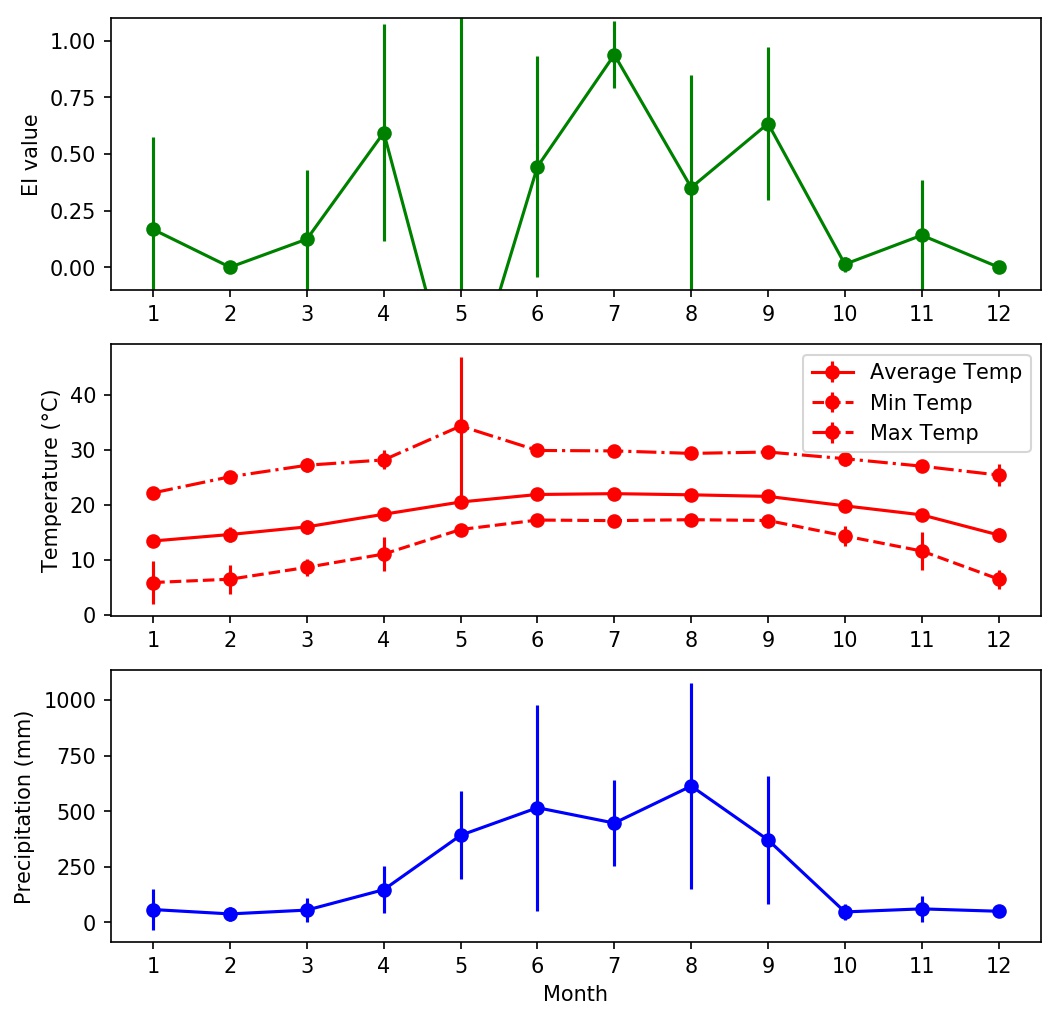 EI value
1.00
0.75
0.50
0.25
0.00
1 2 3 4 5 6 7 8 9 10 11 12
Temperature (°C)
40
30
20
10
0
Average Temp
Min Temp
Max Temp
1 2 3 4 5 6 7 8 9 10 11 12
Precipitation (mm)
1000
750
500
250
0
1 2 3 4 5 6 7 8 9 10 11 12
Month